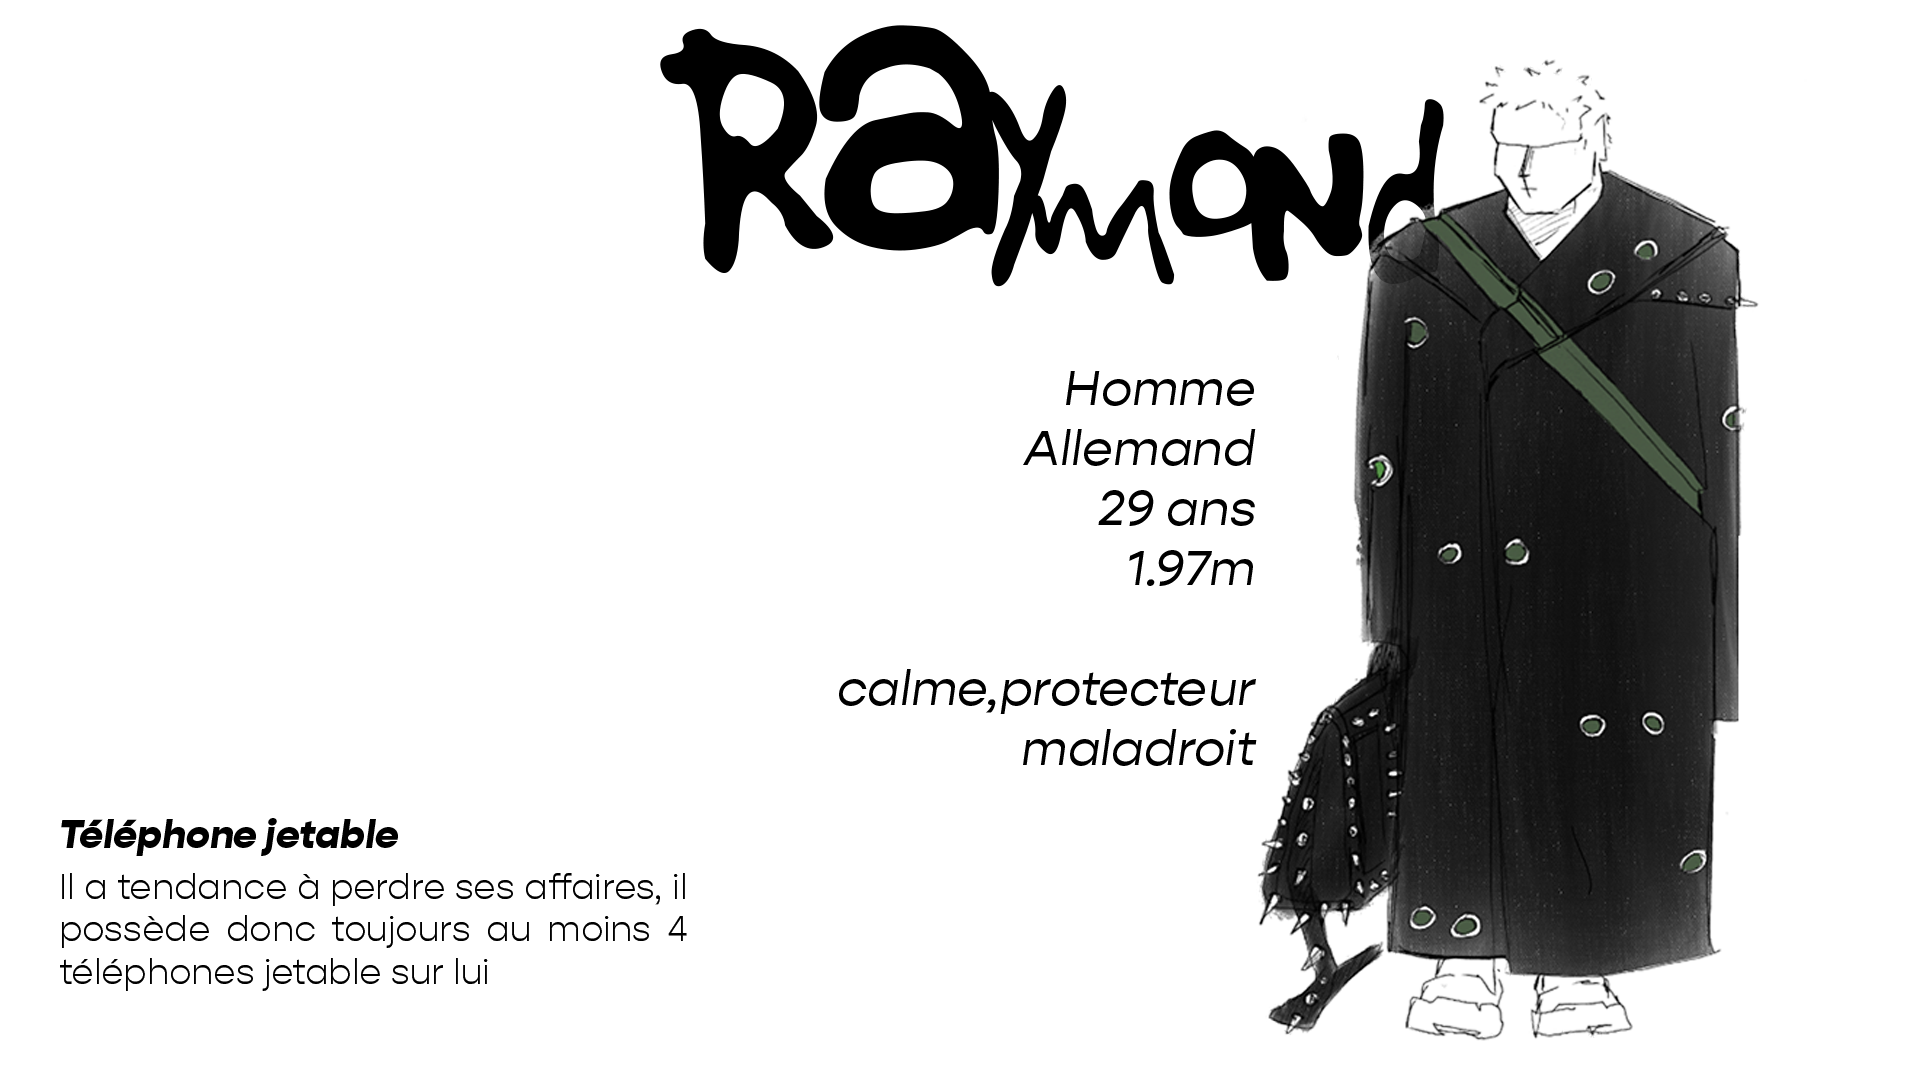 Raymond
Homme
Allemand
29 ans
1.97m
calme,protecteur
maladroit
Téléphone jetable
Il a tendance à perdre ses affaires, il
possède donc toujours au moins 4
téléphones jetable sur lui